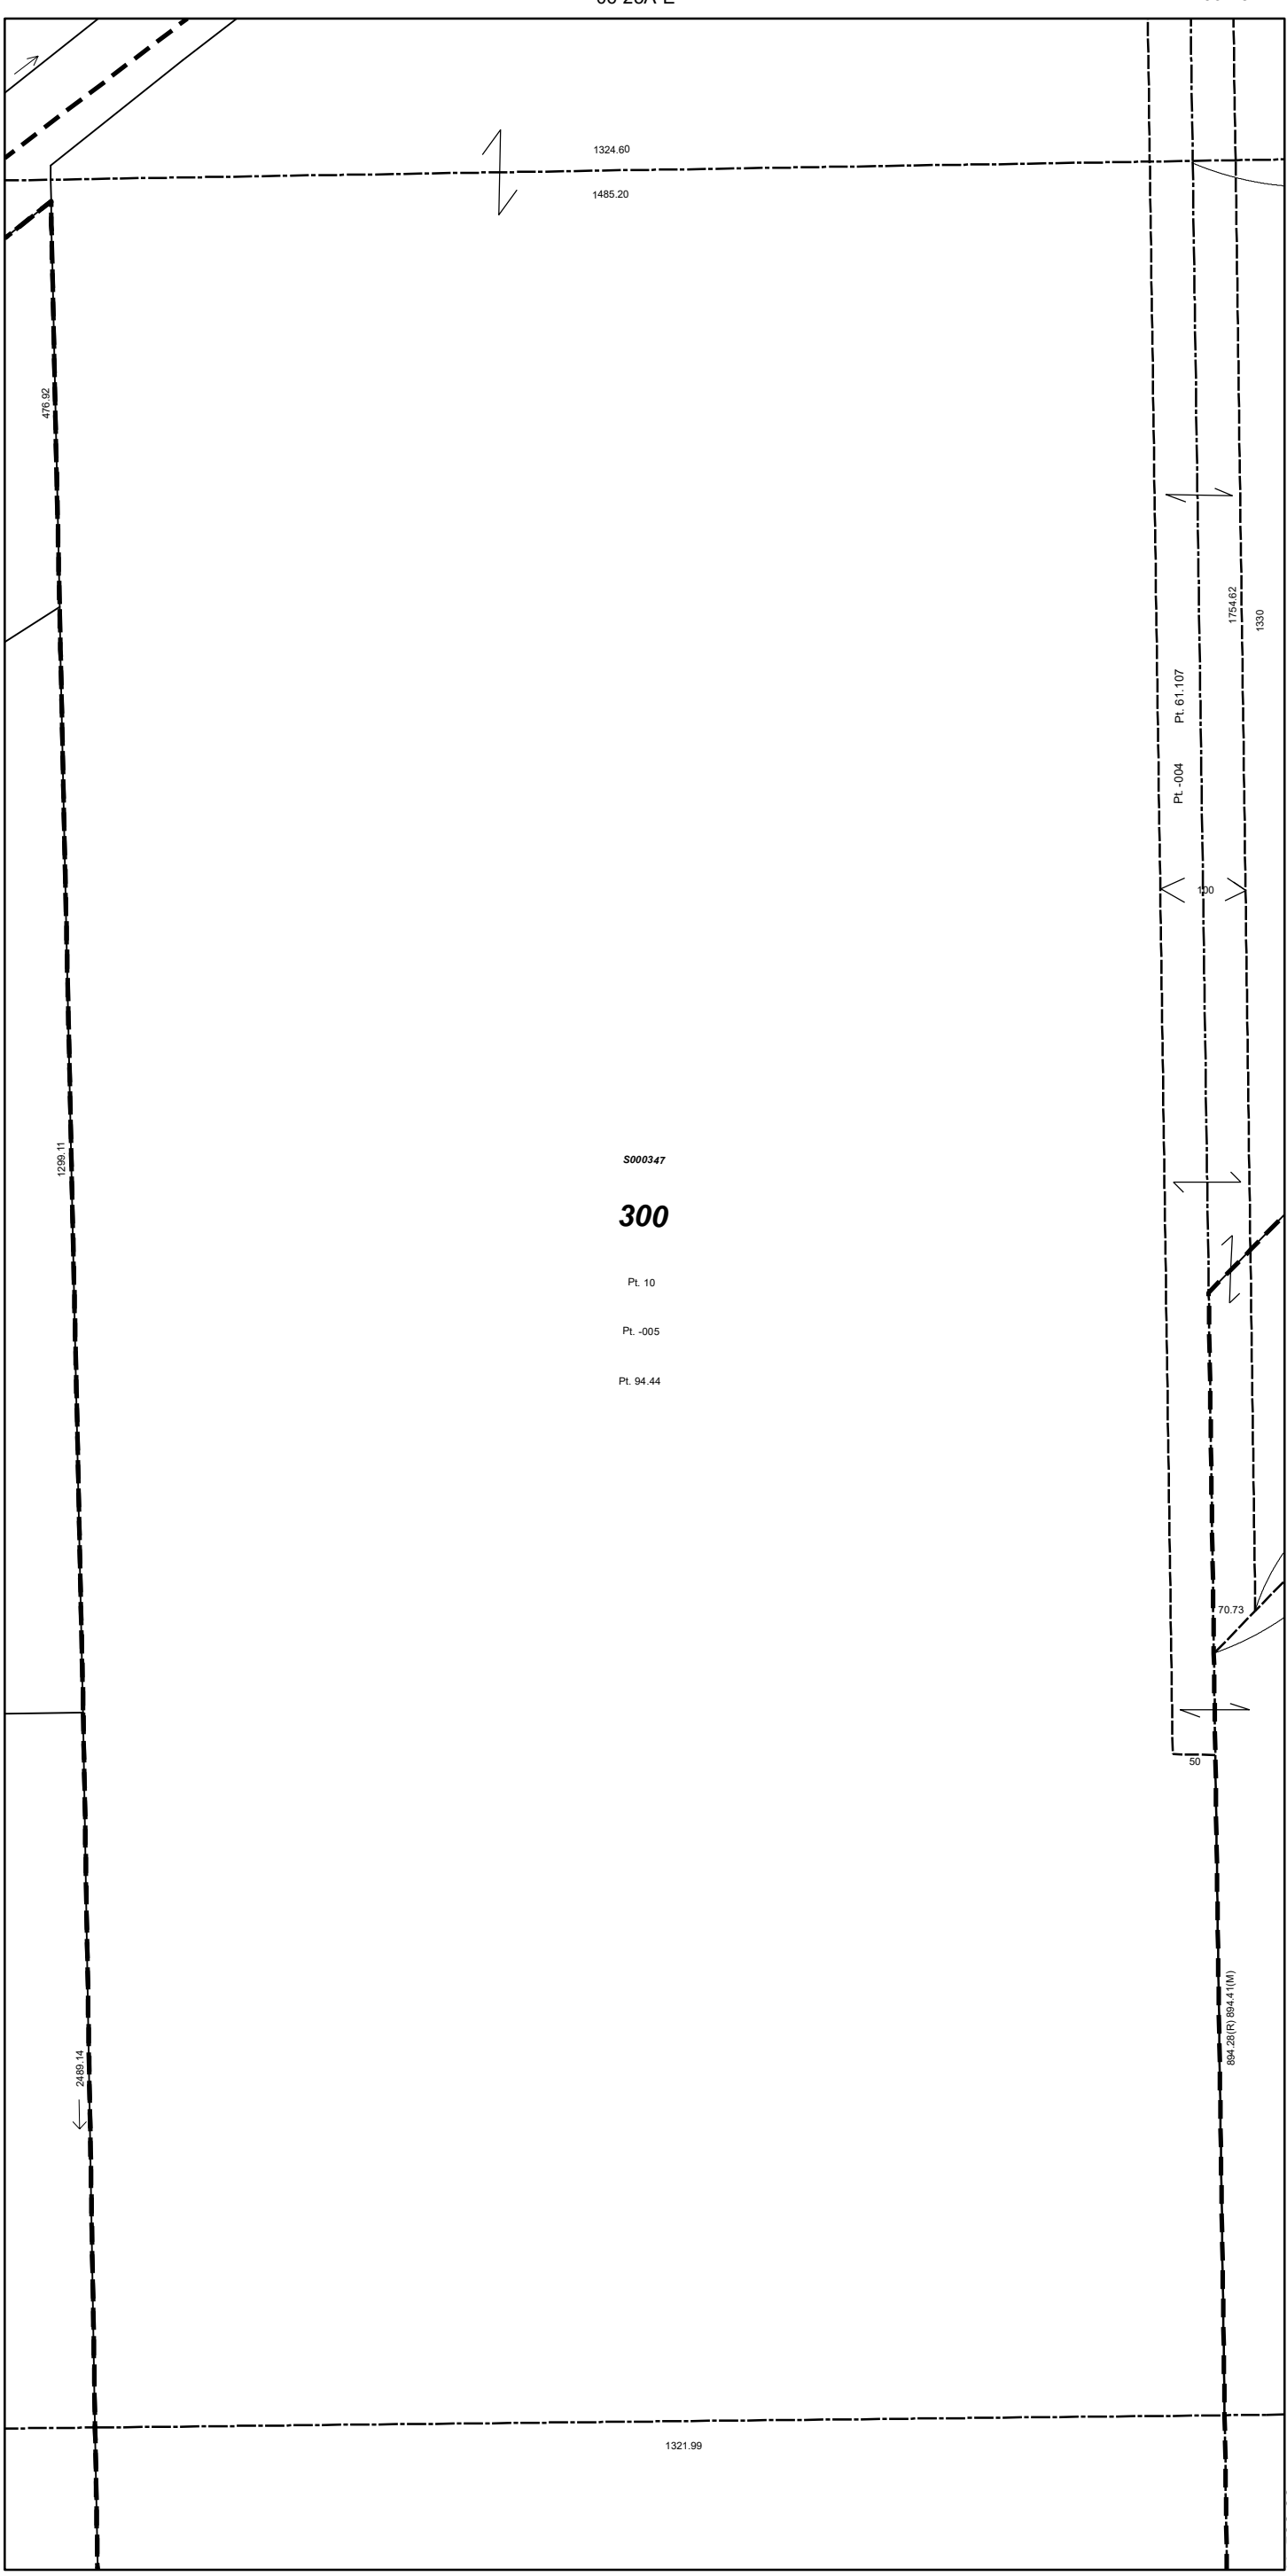 1324.60
1485.20
476.92
1754.62
1330
Pt. 61.107
Pt. -004
100
1299.11
S000347
300
Pt. 10
Pt. -005
Pt. 94.44
70.73
50
894.28(R) 894.41(M)
2489.14
1321.99